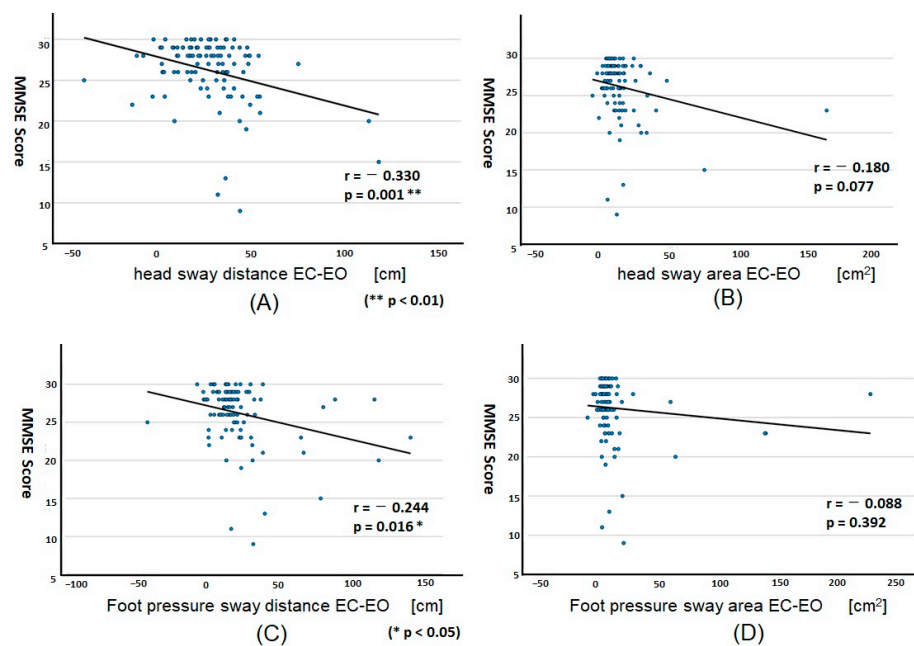 30
25
20
15
10
5
MMSE Score
r = − 0.330
p = 0.001 **
−50
0
50
100
150
head sway distance EC-EO [cm]
(A)
(** p < 0.01)
30
25
20
15
10
5
MMSE Score
r = − 0.180
p = 0.077
−50
0
50
100
150
200
head sway area EC-EO [cm²]
(B)
30
25
20
15
10
5
MMSE Score
r = − 0.244
p = 0.016 *
−100
−50
0
50
100
150
Foot pressure sway distance EC-EO [cm]
(C)
(* p < 0.05)
30
25
20
15
10
5
MMSE Score
r = − 0.088
p = 0.392
−50
0
50
100
150
200
250
Foot pressure sway area EC-EO [cm²]
(D)